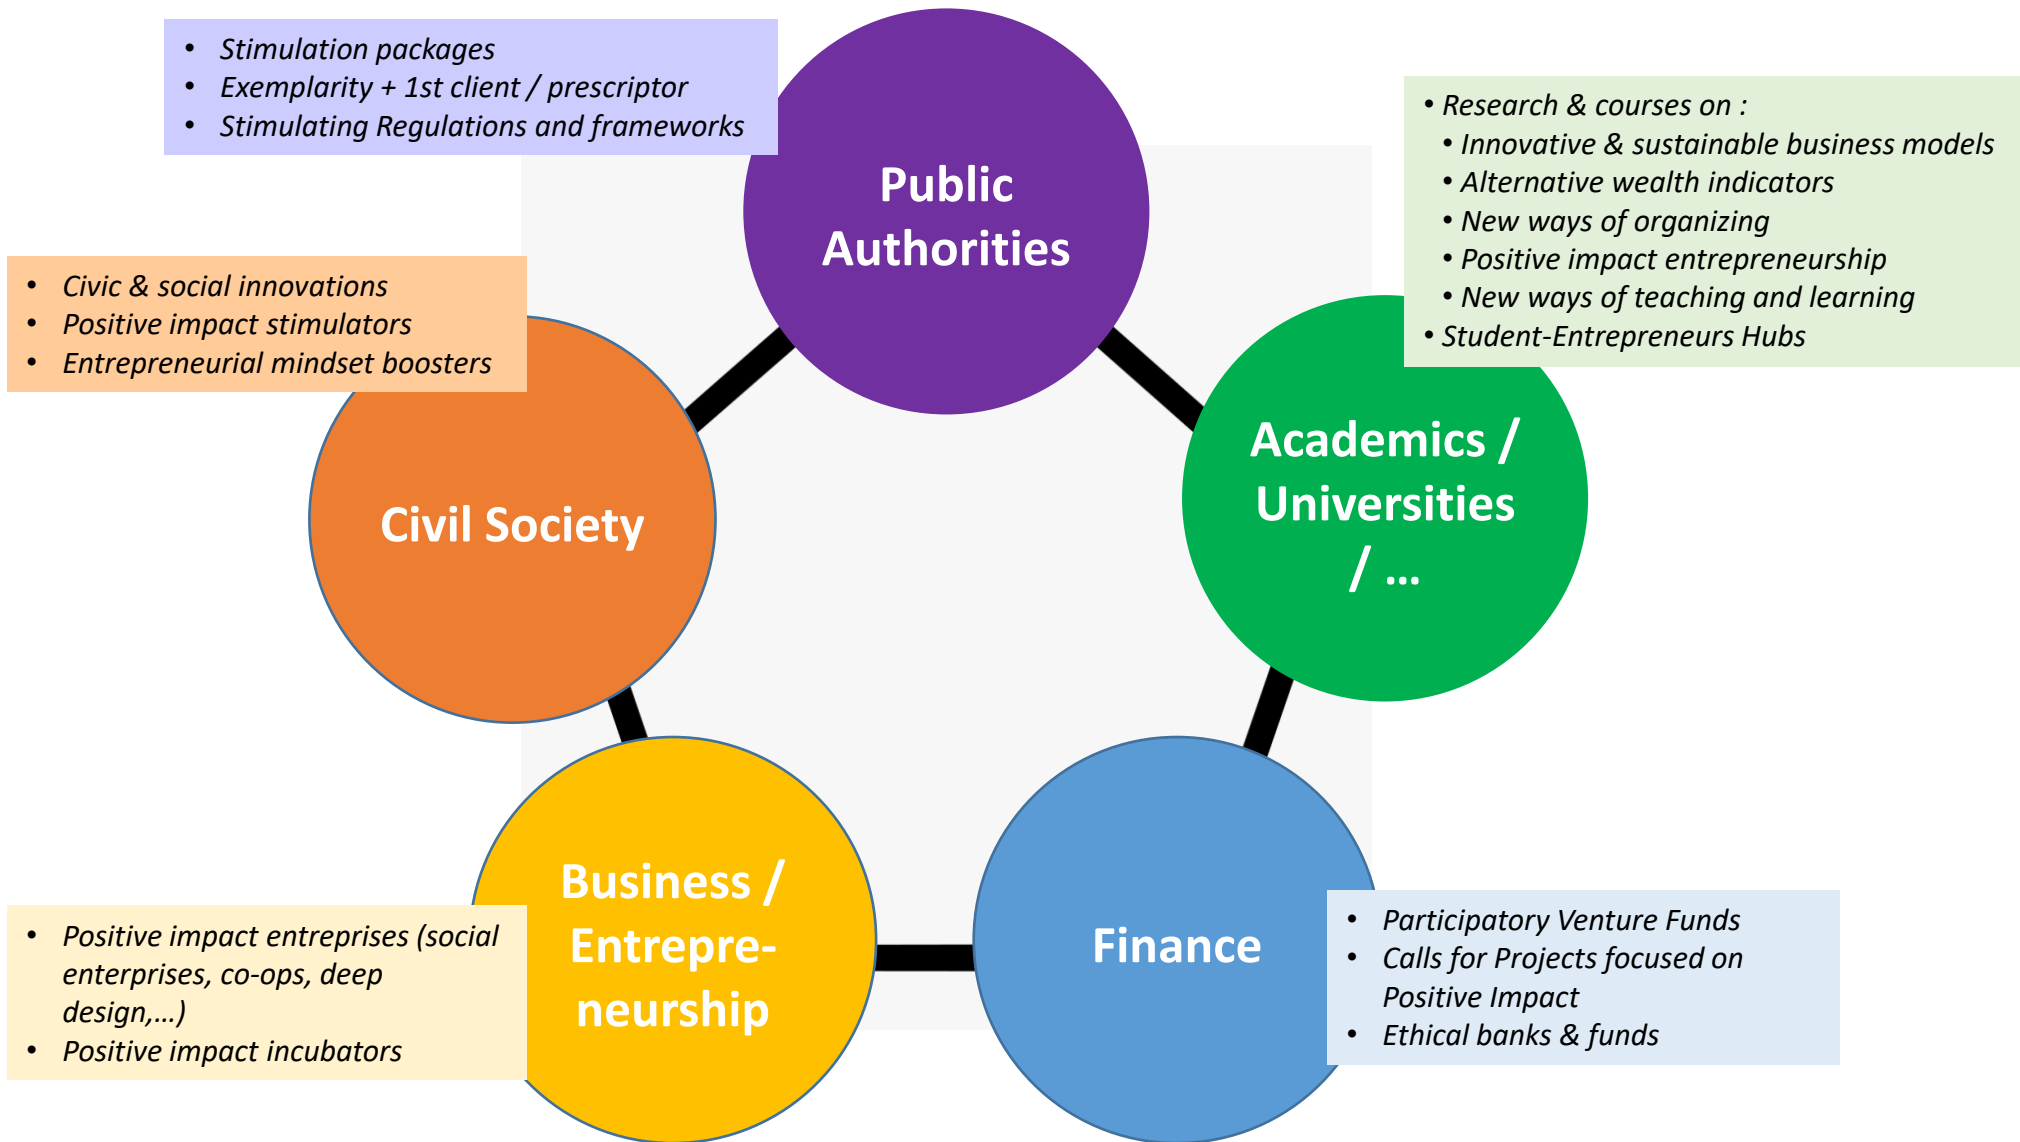 • Stimulation packages
• Exemplarity + 1st client / prescriptor
• Stimulating Regulations and frameworks
Public
Authorities
• Research & courses on :
• Innovative & sustainable business models
• Alternative wealth indicators
• New ways of organizing
• Positive impact entrepreneurship
• New ways of teaching and learning
• Student-Entrepreneurs Hubs
• Civic & social innovations
• Positive impact stimulators
• Entrepreneurial mindset boosters
Civil Society
Academics /
Universities
/ ...
Business /
Entrepre-
neurship
Finance
• Positive impact entreprises (social
enterprises, co-ops, deep
design,...)
• Positive impact incubators
• Participatory Venture Funds
• Calls for Projects focused on
Positive Impact
• Ethical banks & funds